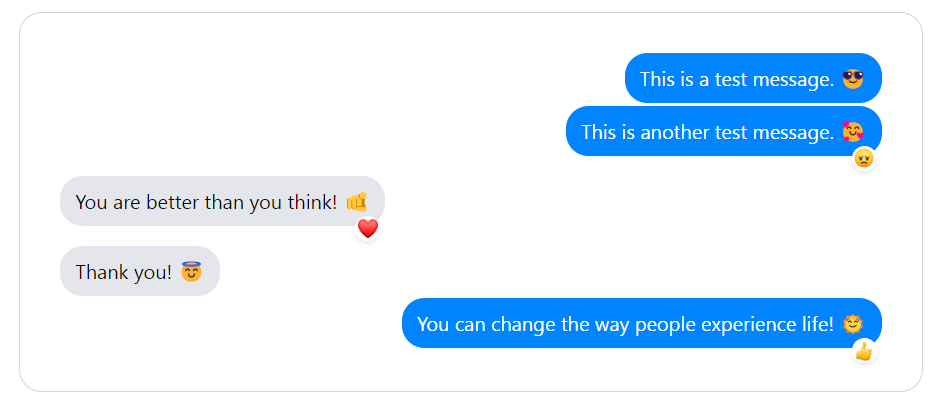 This is a test message. 😎
This is another test message. 🥰
😠
You are better than you think! 🫵
❤️
Thank you! 😇
You can change the way people experience life! 🌞
👍